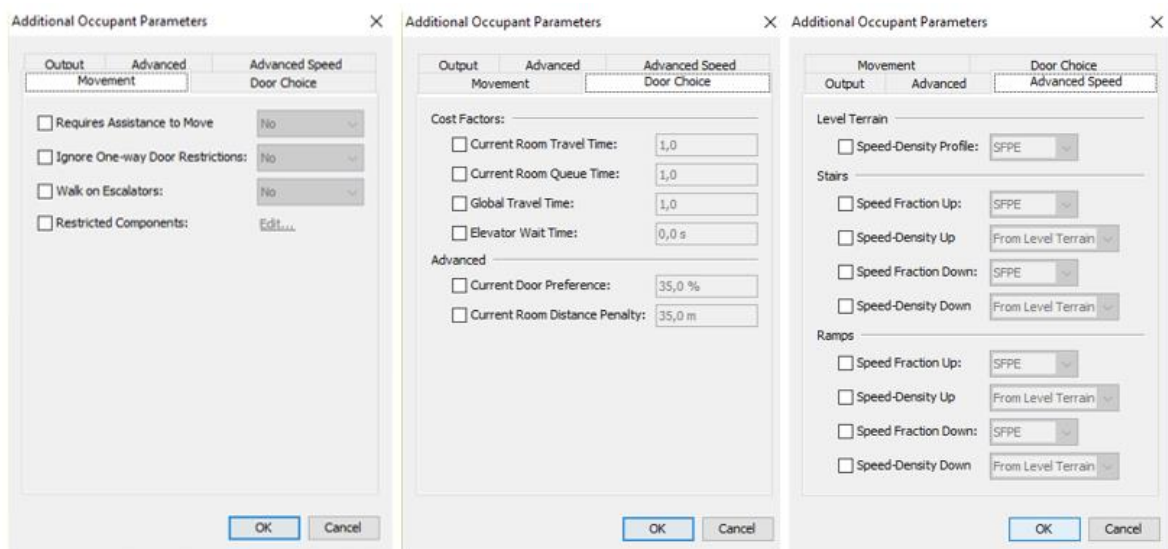 Additional Occupant Parameters
Output Advanced Advanced Speed
Movement Door Choice
Requires Assistance to Move No
Ignore One-way Door Restrictions: No
Walk on Escalators: No
Restricted Components: Edit...
OK Cancel
Additional Occupant Parameters
Output Advanced Advanced Speed
Movement Door Choice
Cost Factors:
Current Room Travel Time: 1,0
Current Room Queue Time: 1,0
Global Travel Time: 1,0
Elevator Wait Time: 0,0 s
Advanced
Current Door Preference: 35,0 %
Current Room Distance Penalty: 35,0 m
OK Cancel
Additional Occupant Parameters
Movement Door Choice
Output Advanced Advanced Speed
Level Terrain
Speed-Density Profile: SFPE
Stairs
Speed Fraction Up: SFPE
Speed-Density Up From Level Terrain
Speed Fraction Down: SFPE
Speed-Density Down From Level Terrain
Ramps
Speed Fraction Up: SFPE
Speed-Density Up From Level Terrain
Speed Fraction Down: SFPE
Speed-Density Down From Level Terrain
OK Cancel